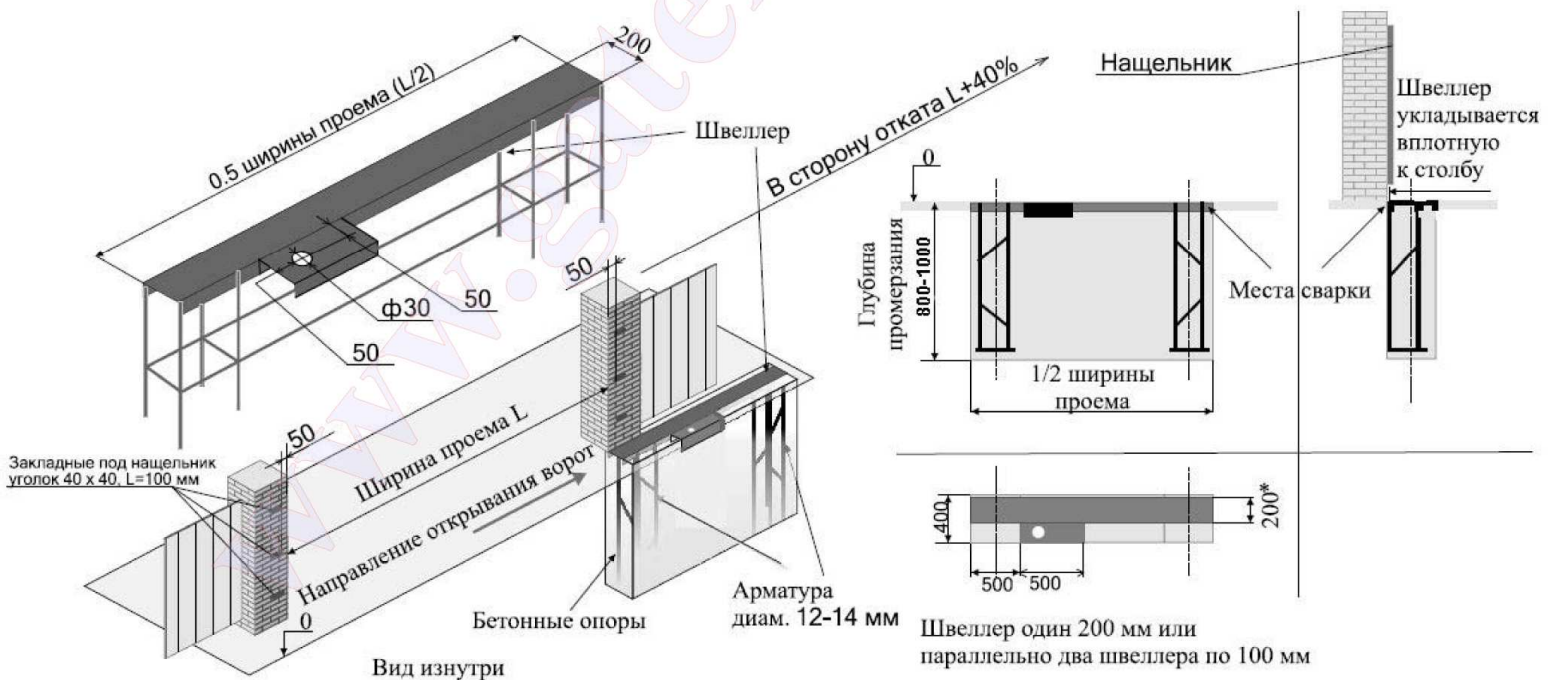 0.5 ширины проема (L/2)
200
ф30
50
50
Швеллер
В сторону отката L+40%
50
50
Закладные под нащельник
уголок 40 x 40, L=100 мм
Ширина проема L
Направление открывания ворот
0
Бетонные опоры
Арматура
диам. 12-14 мм
Вид изнутри
0
Глубина
промерзания
800-1000
1/2 ширины
проема
Места сварки
Нащельник
Швеллер
укладывается
вплотную
к столбу
400
200*
500
500
Швеллер один 200 мм или
параллельно два швеллера по 100 мм